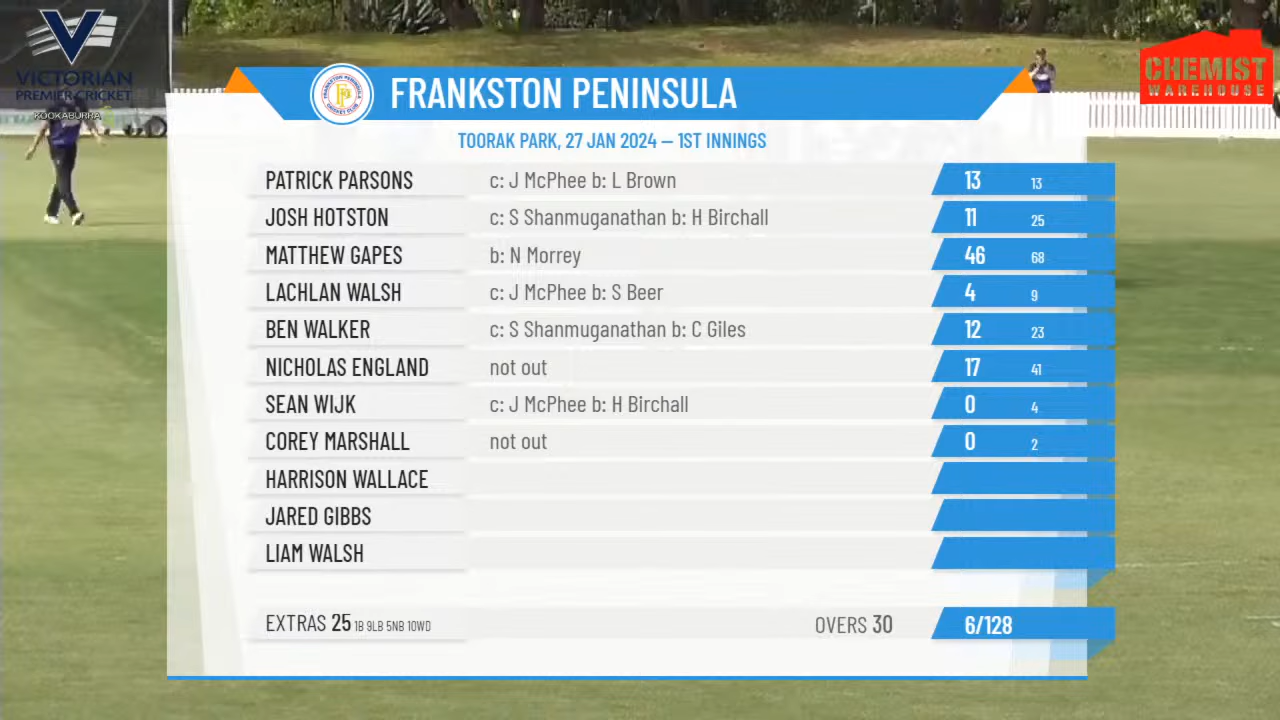 VICTORIAN
PREMIER CRICKET
KOOKABURRA
CHEMIST
WAREHOUSE
FRANKSTON PENINSULA
TOORAK PARK, 27 JAN 2024 – 1ST INNINGS
PATRICK PARSONS c: J McPhee b: L Brown 13 13
JOSH HOTSTON c: S Shanmuganathan b: H Birchall 11 25
MATTHEW GAPES b: N Morrey 46 68
LACHLAN WALSH c: J McPhee b: S Beer 4 9
BEN WALKER c: S Shanmuganathan b: C Giles 12 23
NICHOLAS ENGLAND not out 17 41
SEAN WIJK c: J McPhee b: H Birchall 0 4
COREY MARSHALL not out 0 2
HARRISON WALLACE
JARED GIBBS
LIAM WALSH
EXTRAS 25 1B 9LB 5NB 10WD OVERS 30 6/128